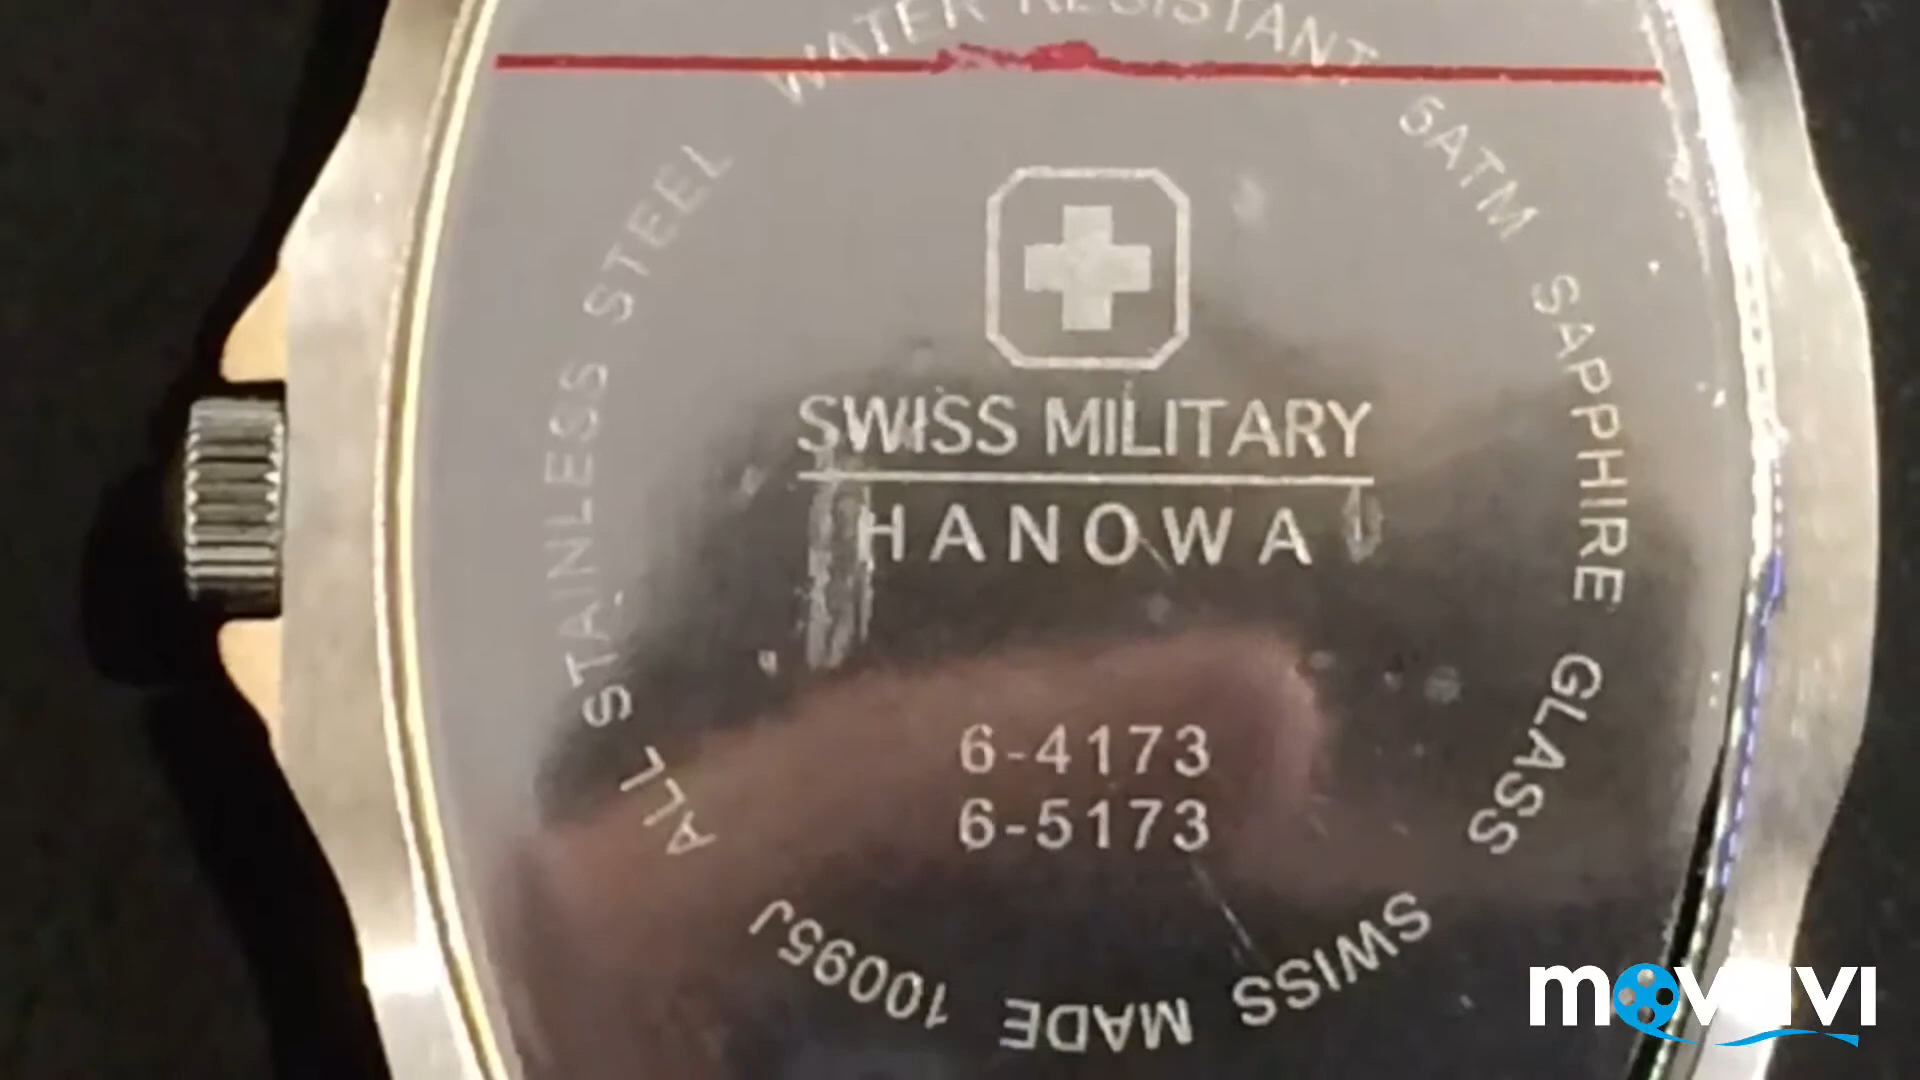 WATER RESISTANT 5ATM SAPPHIRE GLASS SWISS MADE 10095J ALL STAINLESS STEEL
SWISS MILITARY
HANOWA
6-4173
6-5173
movavi